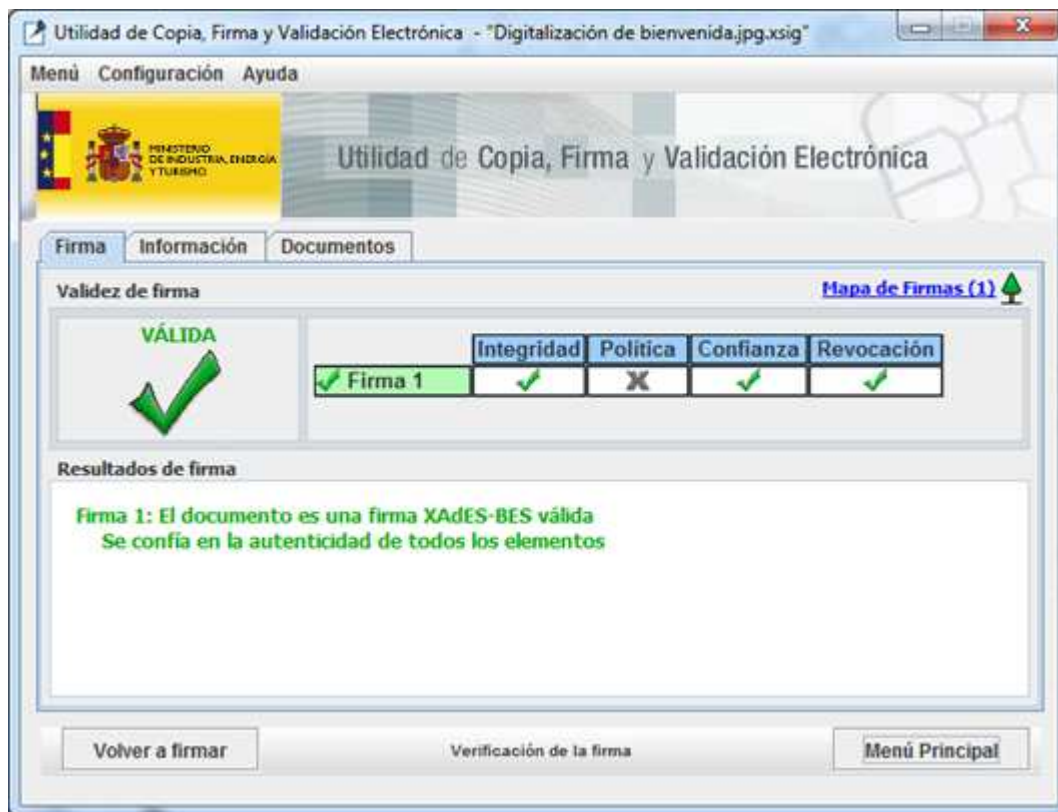 Utilidad de Copia, Firma y Validación Electrónica - "Digitalización de bienvenida.jpg.xsig"
Menú Configuración Ayuda
MINISTERIO
DE INDUSTRIA, ENERGÍA
Y TURISMO
Utilidad de Copia, Firma y Validación Electrónica
Firma Información Documentos
Validez de firma Mapa de Firmas (1)
VÁLIDA
Integridad Política Confianza Revocación
Firma 1
Resultados de firma
Firma 1: El documento es una firma XAdES-BES válida
Se confía en la autenticidad de todos los elementos
Volver a firmar Verificación de la firma Menú Principal